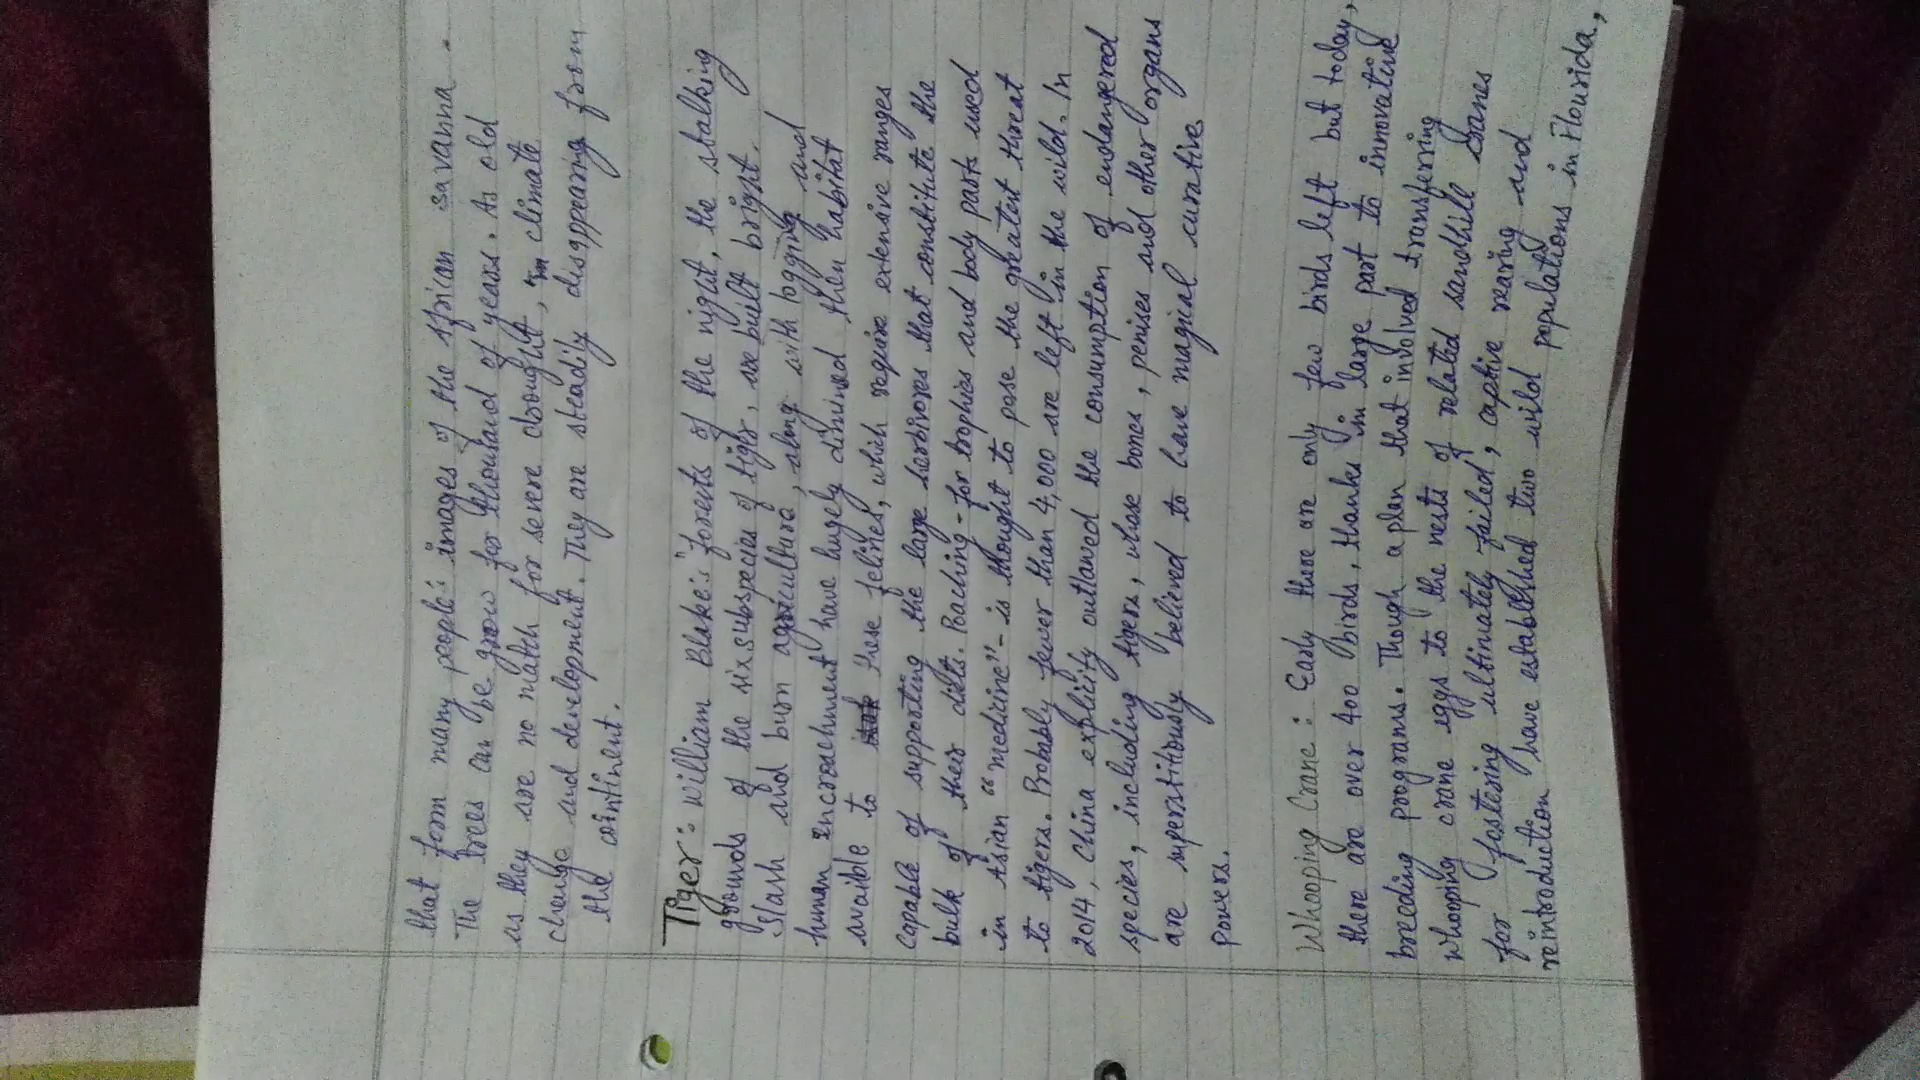 that form many people's images of the african savanna.
The trees can be grow for thousand of years. As old
as they are no match for severe drought, climate
change and development. They are steadily disappearing from
the cointinent.
Tiger: William Blake's "forests of the night", the stalking
grounds of the six subspecies of tiger, are built bright.
Slash and burn agriculture, along with logging and
human Encroachment have hugely diminved then habitat
available to these felines, which require extensive ranges
capable of supporting the large herbivores that constitute the
bulk of their diets. Poaching - for trophies and body parts used
in Asian "medicine" - is thought to pose the greatest threat
to tigers. Probably fewer than 4,000 are left in the wild. In
2014, China explicity outlawed the consumption of endangered
species, including tigers, whose bones, penises and other organs
are superstitiously believed to have magical curative
powers.
Whooping Crane: Early there are only few birds left but today,
there are over 400 birds, thanks in large part to innovative
breeding programs. Though a plan that involved transferring
whooping crane eggs to the nests of related sandhill cranes
for fostering ultimately failed, captive rearing and
reintroduction have established two wild populations in Flourida,